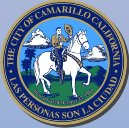 THE CITY OF CAMARILLO CALIFORNIA
LAS PERSONAS SON LA CIUDAD